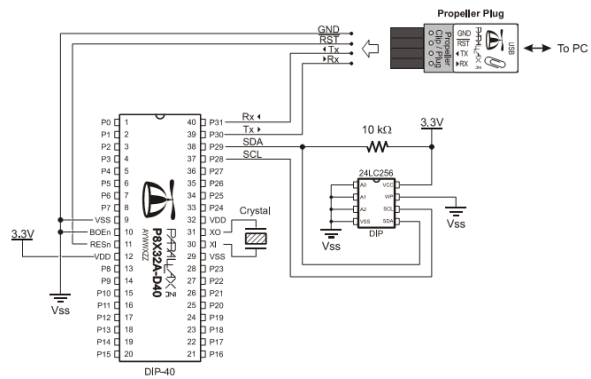 Propeller Plug
GND
RST
◄Tx
►Rx
Propeller
Clip / Plug
GND
RST
◄TX
►RX
PARALLAX
USB
To PC
P0 1 40 P31 Rx ◄
P1 2 39 P30 Tx ►
P2 3 38 P29 SDA
P3 4 37 P28 SCL
P4 5 36 P27
P5 6 35 P26
P6 7 34 P25
P7 8 33 P24
VSS 9 32 VDD
BOEn 10 31 XO
RESn 11 30 XI
VDD 12 29 VSS
P8 13 28 P23
P9 14 27 P22
P10 15 26 P21
P11 16 25 P20
P12 17 24 P19
P13 18 23 P18
P14 19 22 P17
P15 20 21 P16
PARALLAX INC
P8X32A-D40
AYWWXZZ
DIP-40
3.3V
Vss
Crystal
10 kΩ
3.3V
24LC256
A0 VCC
A1 WP
A2 SCL
VSS SDA
DIP
Vss
Vss